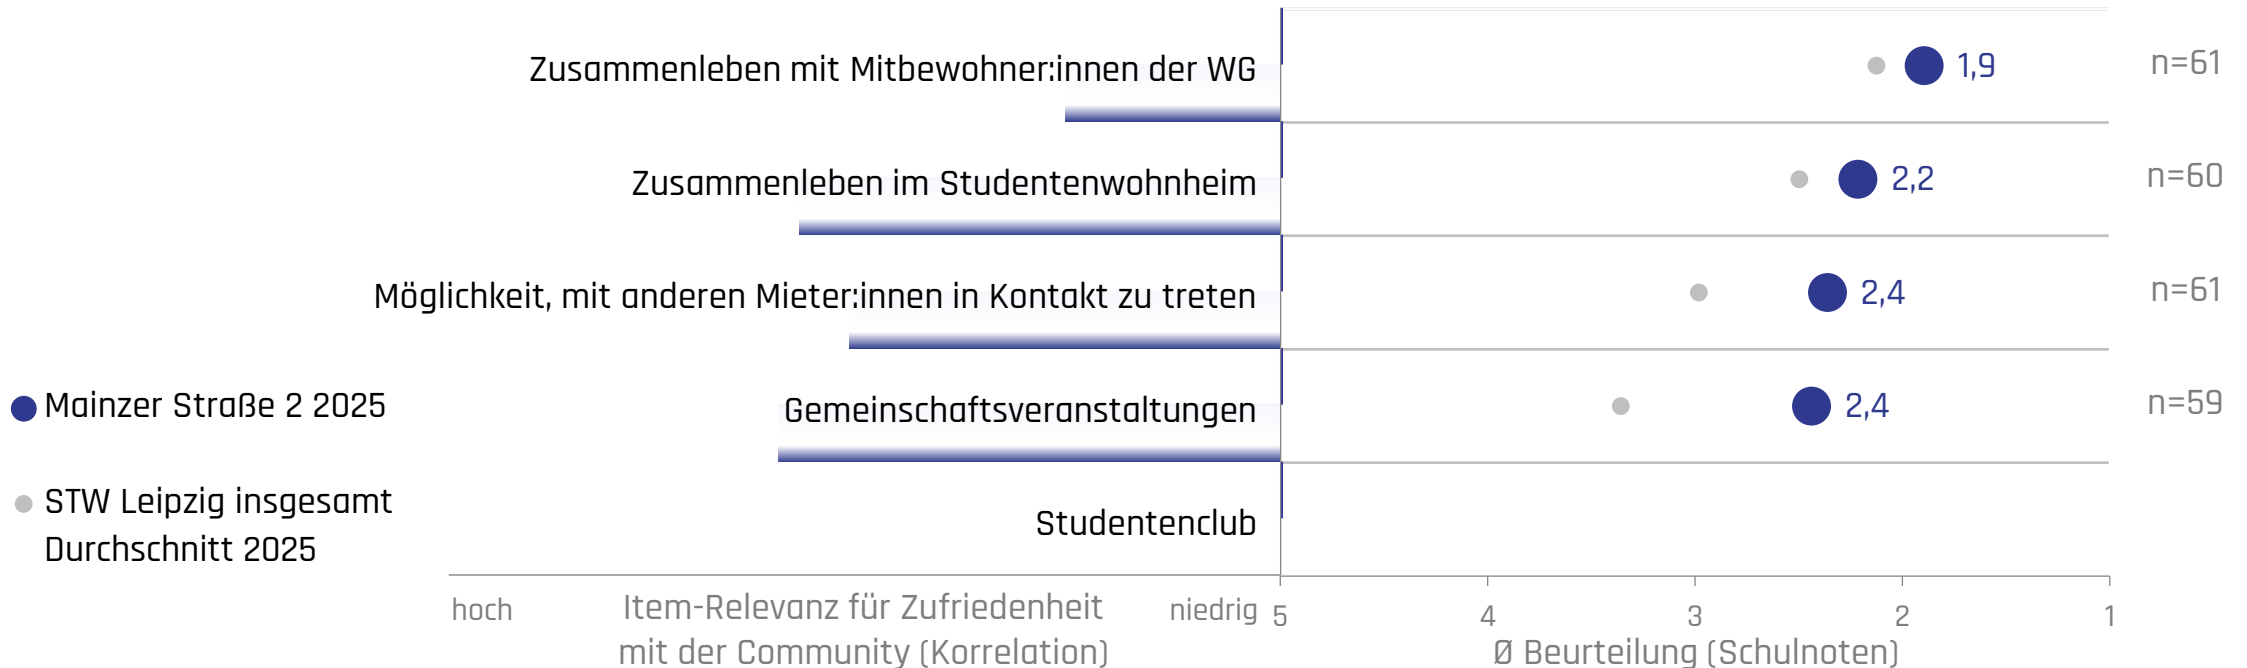 Zusammenleben mit Mitbewohner:innen der WG
1,9
n=61
Zusammenleben im Studentenwohnheim
2,2
n=60
Möglichkeit, mit anderen Mieter:innen in Kontakt zu treten
2,4
n=61
Mainzer Straße 2 2025
Gemeinschaftsveranstaltungen
2,4
n=59
STW Leipzig insgesamt
Durchschnitt 2025
Studentenclub
hoch
Item-Relevanz für Zufriedenheit
mit der Community (Korrelation)
niedrig
5
4
3
2
1
Ø Beurteilung (Schulnoten)